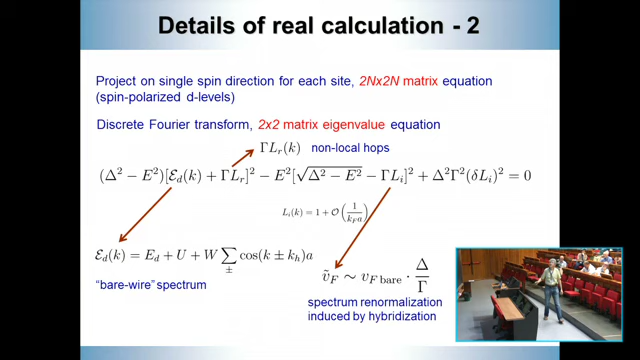 Details of real calculation - 2
Project on single spin direction for each site, 2Nx2N matrix equation
(spin-polarized d-levels)
Discrete Fourier transform, 2x2 matrix eigenvalue equation
ΓL_r(k) non-local hops
(Δ² − E²)[ℰ_d(k) + ΓL_r]² − E²[√(Δ² − E²) − ΓL_i]² + Δ²Γ²(δL_i)² = 0
L_i(k) = 1 + 𝒪(1/(k_F a))
ℰ_d(k) = E_d + U + W ∑_± cos(k ± k_h)a
"bare-wire" spectrum
ṽ_F ∼ v_F bare · Δ/Γ
spectrum renormalization
induced by hybridization